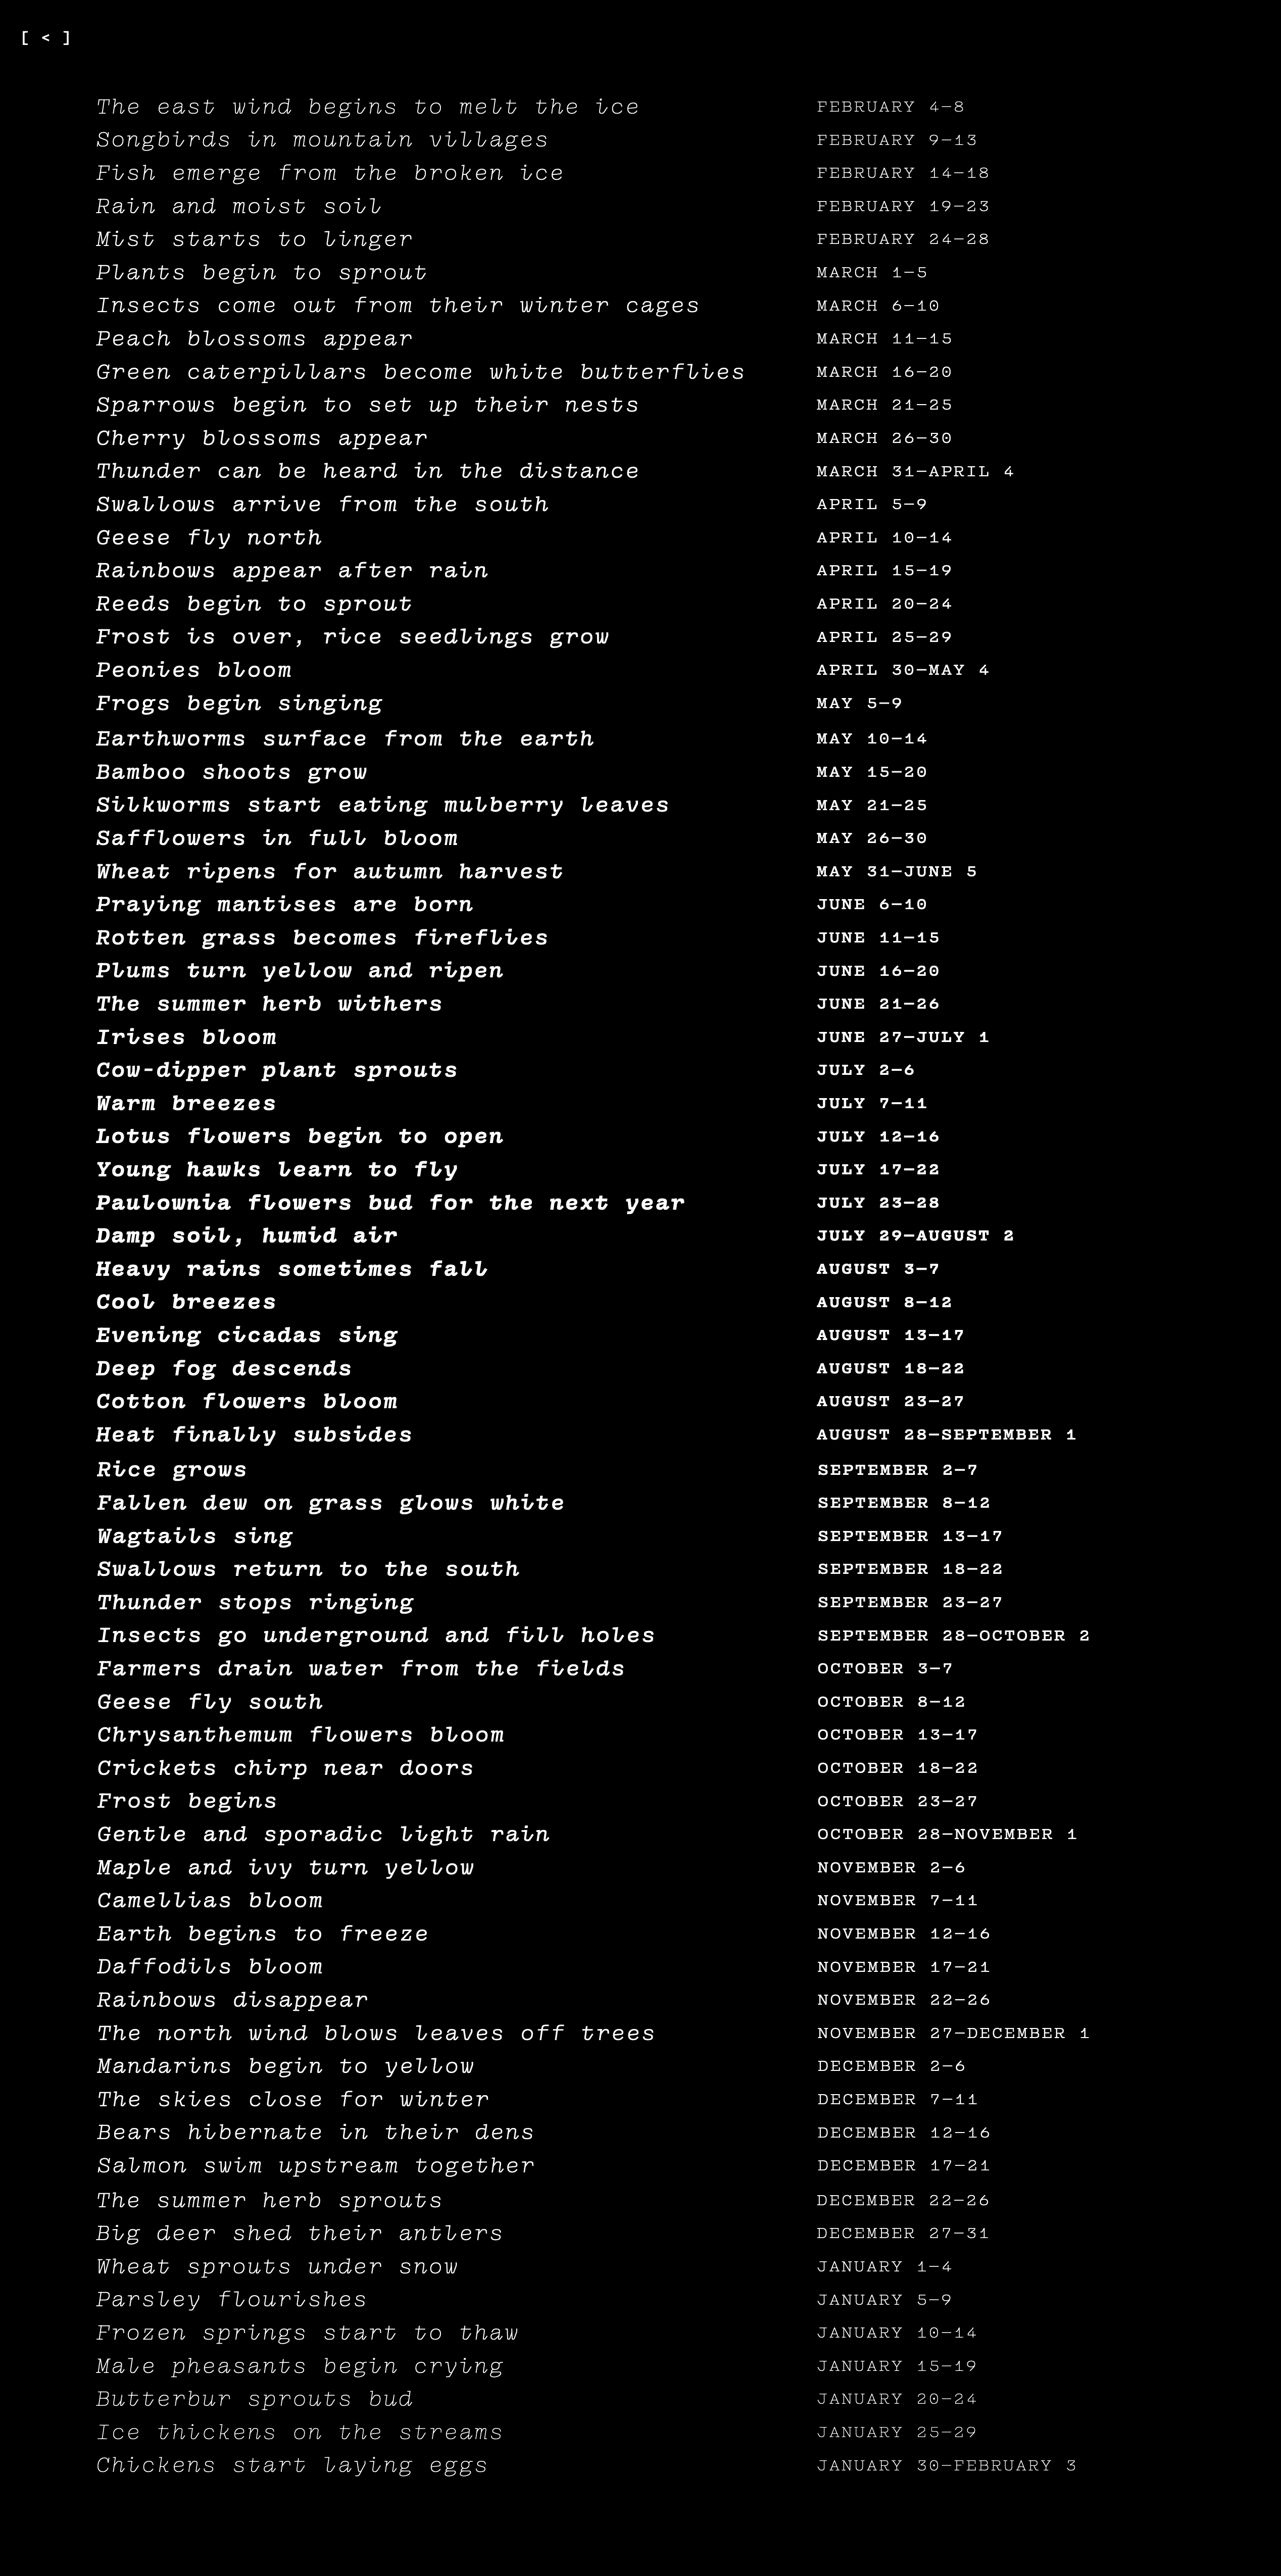 [ < ]
The east wind begins to melt the ice FEBRUARY 4–8
Songbirds in mountain villages FEBRUARY 9–13
Fish emerge from the broken ice FEBRUARY 14–18
Rain and moist soil FEBRUARY 19–23
Mist starts to linger FEBRUARY 24–28
Plants begin to sprout MARCH 1–5
Insects come out from their winter cages MARCH 6–10
Peach blossoms appear MARCH 11–15
Green caterpillars become white butterflies MARCH 16–20
Sparrows begin to set up their nests MARCH 21–25
Cherry blossoms appear MARCH 26–30
Thunder can be heard in the distance MARCH 31–APRIL 4
Swallows arrive from the south APRIL 5–9
Geese fly north APRIL 10–14
Rainbows appear after rain APRIL 15–19
Reeds begin to sprout APRIL 20–24
Frost is over, rice seedlings grow APRIL 25–29
Peonies bloom APRIL 30–MAY 4
Frogs begin singing MAY 5–9
Earthworms surface from the earth MAY 10–14
Bamboo shoots grow MAY 15–20
Silkworms start eating mulberry leaves MAY 21–25
Safflowers in full bloom MAY 26–30
Wheat ripens for autumn harvest MAY 31–JUNE 5
Praying mantises are born JUNE 6–10
Rotten grass becomes fireflies JUNE 11–15
Plums turn yellow and ripen JUNE 16–20
The summer herb withers JUNE 21–26
Irises bloom JUNE 27–JULY 1
Cow-dipper plant sprouts JULY 2–6
Warm breezes JULY 7–11
Lotus flowers begin to open JULY 12–16
Young hawks learn to fly JULY 17–22
Paulownia flowers bud for the next year JULY 23–28
Damp soil, humid air JULY 29–AUGUST 2
Heavy rains sometimes fall AUGUST 3–7
Cool breezes AUGUST 8–12
Evening cicadas sing AUGUST 13–17
Deep fog descends AUGUST 18–22
Cotton flowers bloom AUGUST 23–27
Heat finally subsides AUGUST 28–SEPTEMBER 1
Rice grows SEPTEMBER 2–7
Fallen dew on grass glows white SEPTEMBER 8–12
Wagtails sing SEPTEMBER 13–17
Swallows return to the south SEPTEMBER 18–22
Thunder stops ringing SEPTEMBER 23–27
Insects go underground and fill holes SEPTEMBER 28–OCTOBER 2
Farmers drain water from the fields OCTOBER 3–7
Geese fly south OCTOBER 8–12
Chrysanthemum flowers bloom OCTOBER 13–17
Crickets chirp near doors OCTOBER 18–22
Frost begins OCTOBER 23–27
Gentle and sporadic light rain OCTOBER 28–NOVEMBER 1
Maple and ivy turn yellow NOVEMBER 2–6
Camellias bloom NOVEMBER 7–11
Earth begins to freeze NOVEMBER 12–16
Daffodils bloom NOVEMBER 17–21
Rainbows disappear NOVEMBER 22–26
The north wind blows leaves off trees NOVEMBER 27–DECEMBER 1
Mandarins begin to yellow DECEMBER 2–6
The skies close for winter DECEMBER 7–11
Bears hibernate in their dens DECEMBER 12–16
Salmon swim upstream together DECEMBER 17–21
The summer herb sprouts DECEMBER 22–26
Big deer shed their antlers DECEMBER 27–31
Wheat sprouts under snow JANUARY 1–4
Parsley flourishes JANUARY 5–9
Frozen springs start to thaw JANUARY 10–14
Male pheasants begin crying JANUARY 15–19
Butterbur sprouts bud JANUARY 20–24
Ice thickens on the streams JANUARY 25–29
Chickens start laying eggs JANUARY 30–FEBRUARY 3